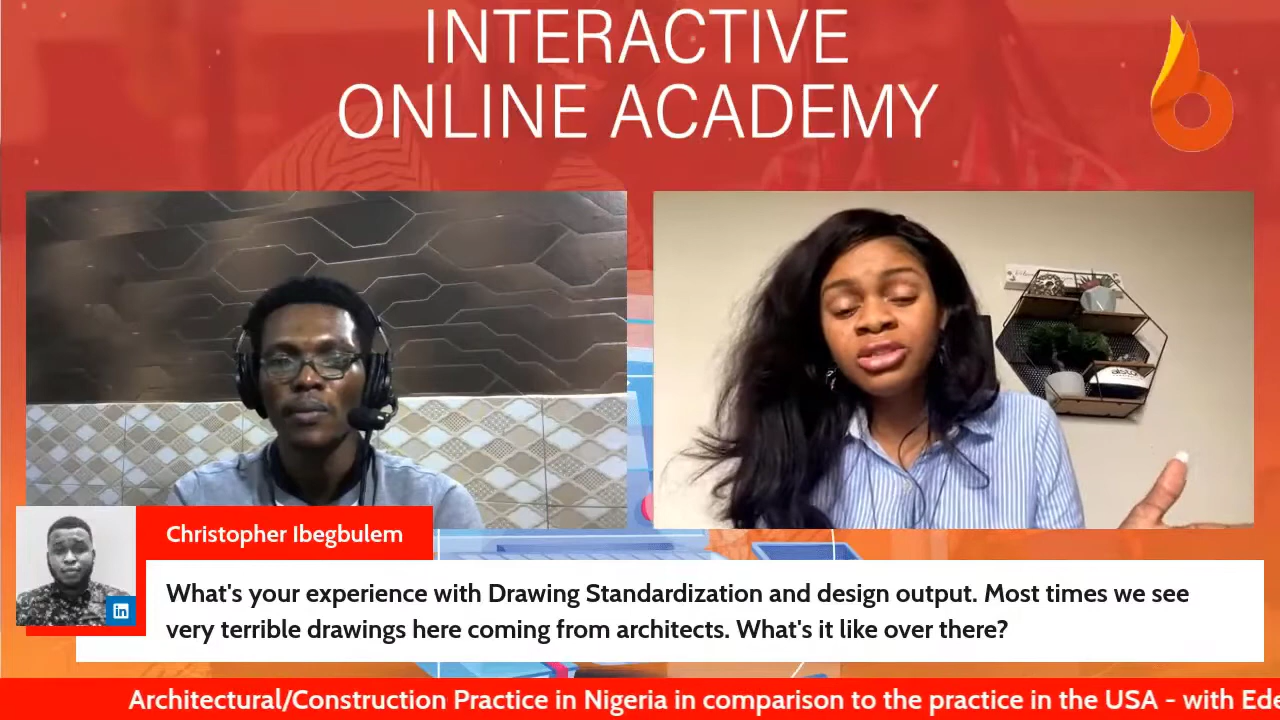 INTERACTIVE
ONLINE ACADEMY
Christopher Ibegbulem
in
What's your experience with Drawing Standardization and design output. Most times we see
very terrible drawings here coming from architects. What's it like over there?
Architectural/Construction Practice in Nigeria in comparison to the practice in the USA - with Ede